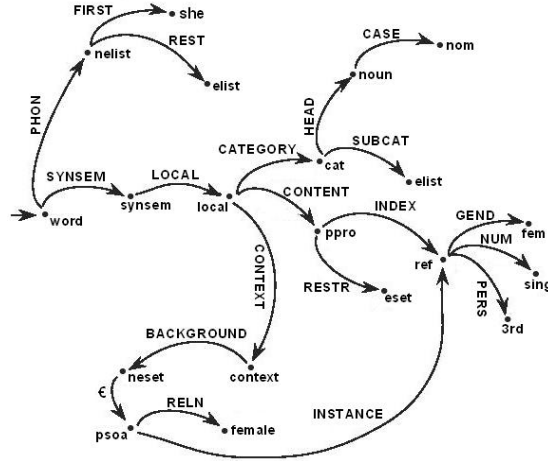 FIRST
she
nelist
REST
elist
PHON
CASE
nom
noun
HEAD
CATEGORY
SUBCAT
cat
elist
SYNSEM
LOCAL
word
synsem
local
CONTENT
INDEX
ppro
GEND
fem
NUM
ref
sing
RESTR
eset
PERS
3rd
CONTEXT
BACKGROUND
neset
context
€
RELN
psoa
female
INSTANCE